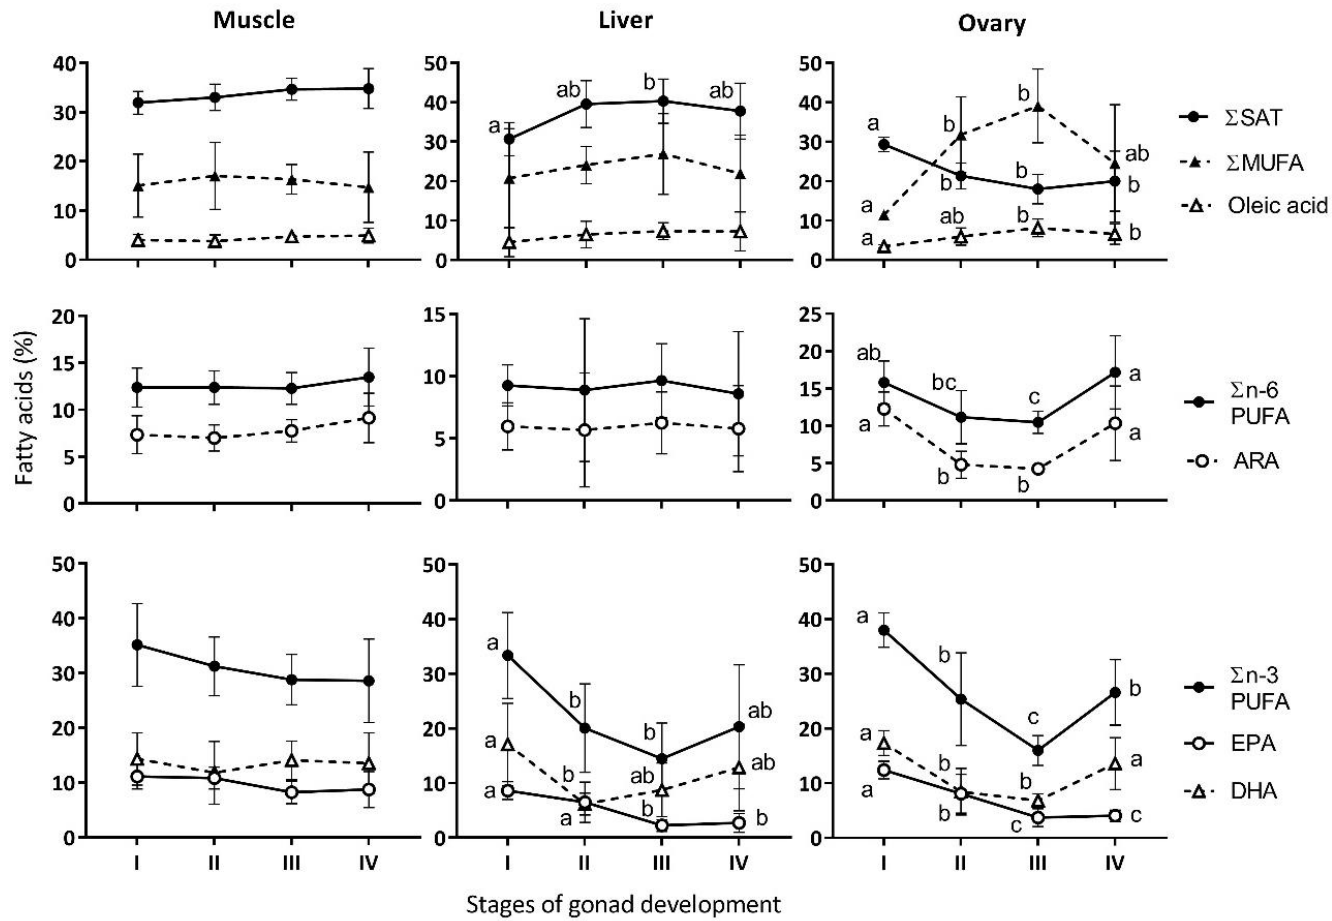 Muscle
Liver
Ovary
Fatty acids (%)
40
30
20
10
0
50
40
30
20
10
0
a
ab
b
ab
50
40
30
20
10
0
a
b
b
ab
a
b
b
b
a
ab
b
b
ΣSAT
ΣMUFA
Oleic acid
20
15
10
5
0
15
10
5
0
25
20
15
10
5
0
ab
bc
c
a
a
b
b
a
Σn-6
PUFA
ARA
50
40
30
20
10
0
I II III IV
50
40
30
20
10
0
a
b
b
ab
a
b
ab
ab
a
a
b
b
I II III IV
50
40
30
20
10
0
a
b
c
b
a
b
b
a
a
b
c
c
I II III IV
Σn-3
PUFA
EPA
DHA
Stages of gonad development